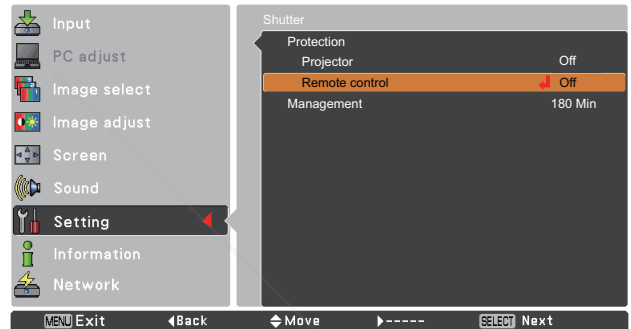 Input
PC adjust
Image select
Image adjust
Screen
Sound
Setting
Information
Network
Shutter
Protection
Projector Off
Remote control Off
Management 180 Min
MENU Exit Back Move ----- SELECT Next